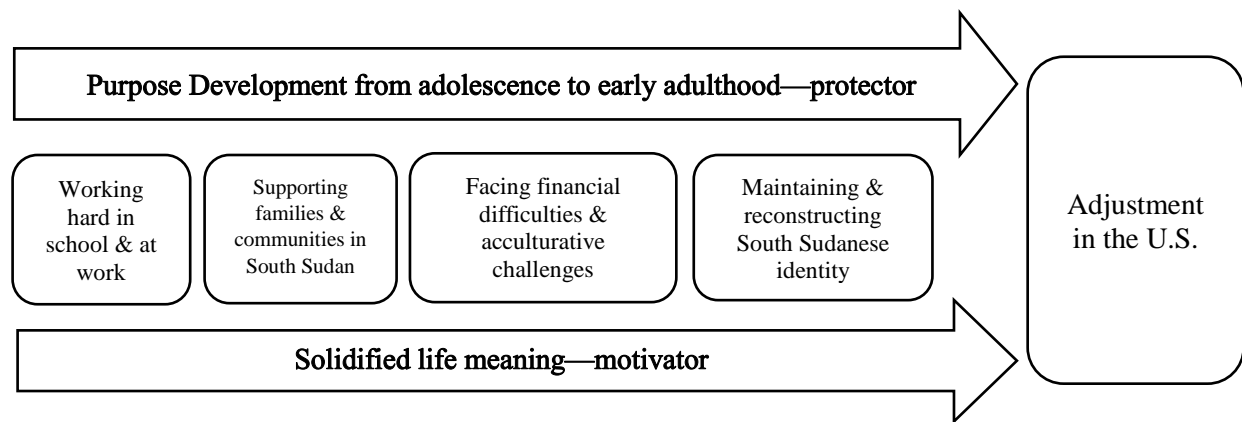 Purpose Development from adolescence to early adulthood—protector
Working
hard in
school & at
work
Supporting
families &
communities in
South Sudan
Facing financial
difficulties &
acculturative
challenges
Maintaining &
reconstructing
South Sudanese
identity
Adjustment
in the U.S.
Solidified life meaning—motivator